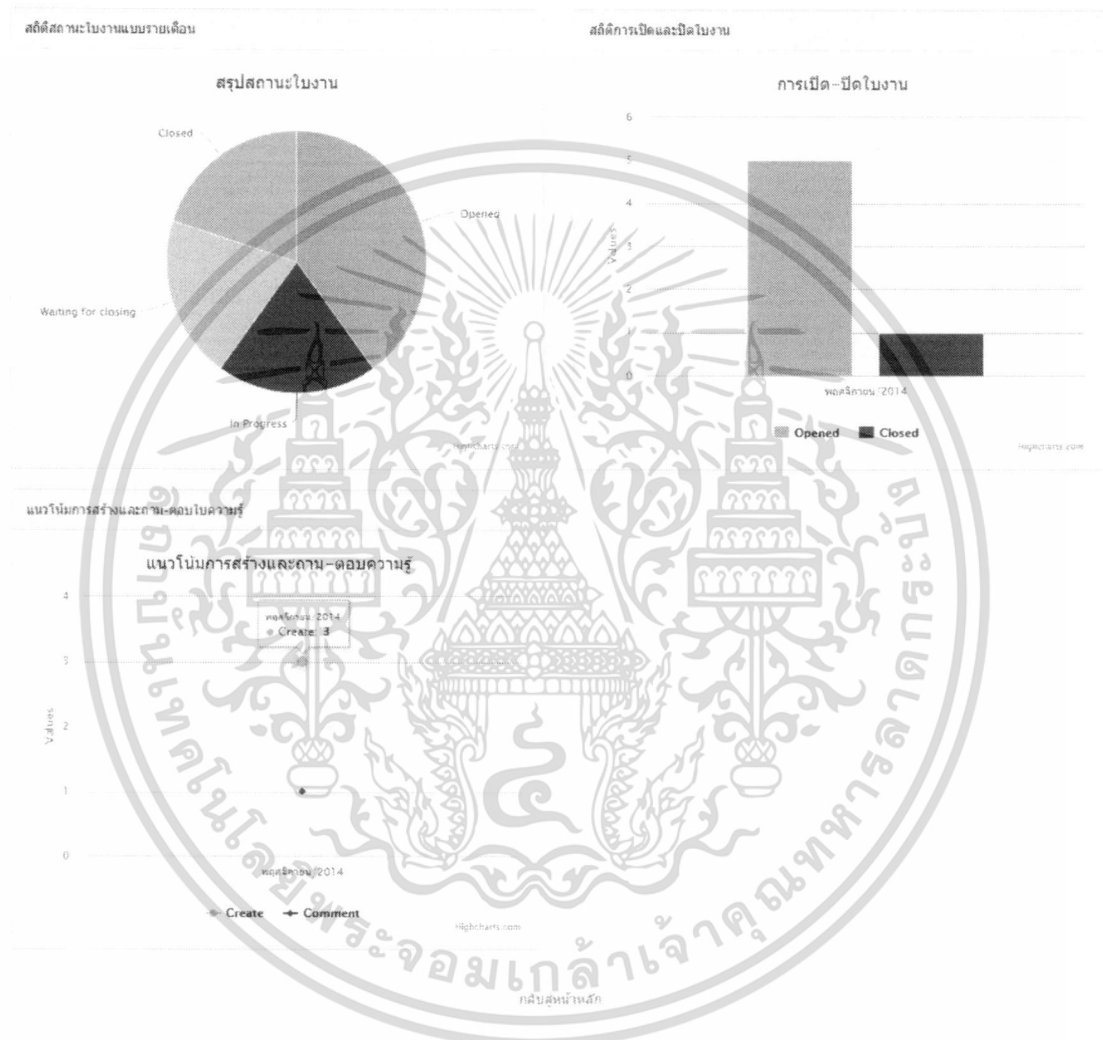 สถิติสถานะใบงานแบบรายเดือน
สรุปสถานะใบงาน
Closed
Opened
Waiting for closing
In Progress
Highcharts.com
สถิติการเปิดและปิดใบงาน
การเปิด-ปิดใบงาน
6
5
4
3
2
1
0
Values
พฤศจิกายน/2014
Opened Closed
Highcharts.com
แนวโน้มการสร้างและถาม-ตอบใบความรู้
แนวโน้มการสร้างและถาม-ตอบความรู้
4
พฤศจิกายน/2014
Create: 3
3
2
1
0
Values
พฤศจิกายน/2014
Create Comment
Highcharts.com
กลับสู่หน้าหลัก
สถาบันเทคโนโลยีพระจอมเกล้าเจ้าคุณทหารลาดกระบัง